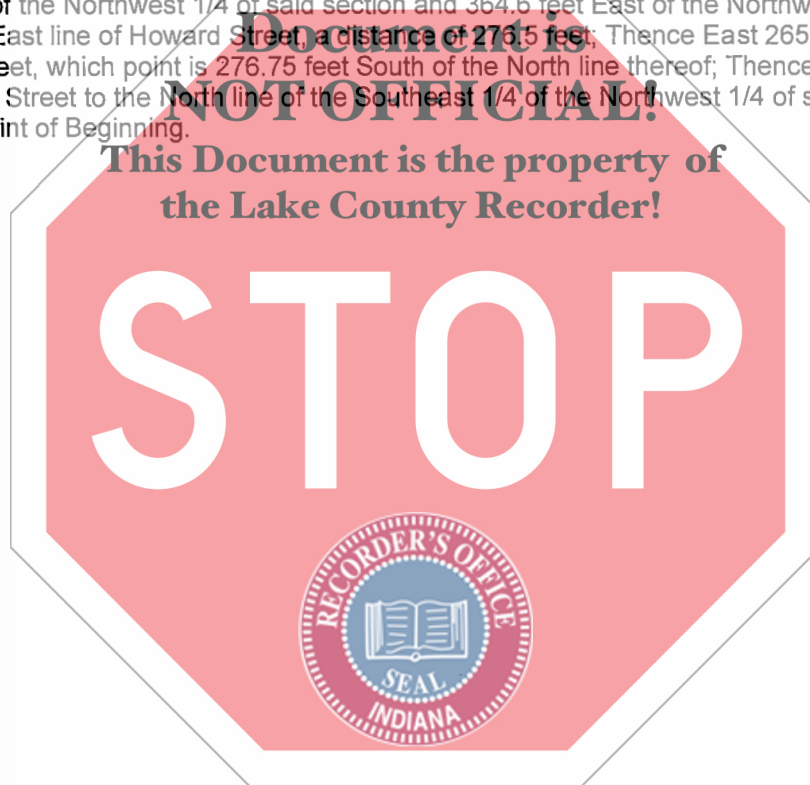 of the Northwest 1/4 of said section and 364.6 feet East of the Northw
East line of Howard Street, a distance of 276.5 feet; Thence East 265
eet, which point is 276.75 feet South of the North line thereof; Thence
Street to the North line of the Southeast 1/4 of the Northwest 1/4 of s
int of Beginning.
Document is
NOT OFFICIAL!
This Document is the property of
the Lake County Recorder!
STOP
RECORDER'S OFFICE
SEAL
INDIANA